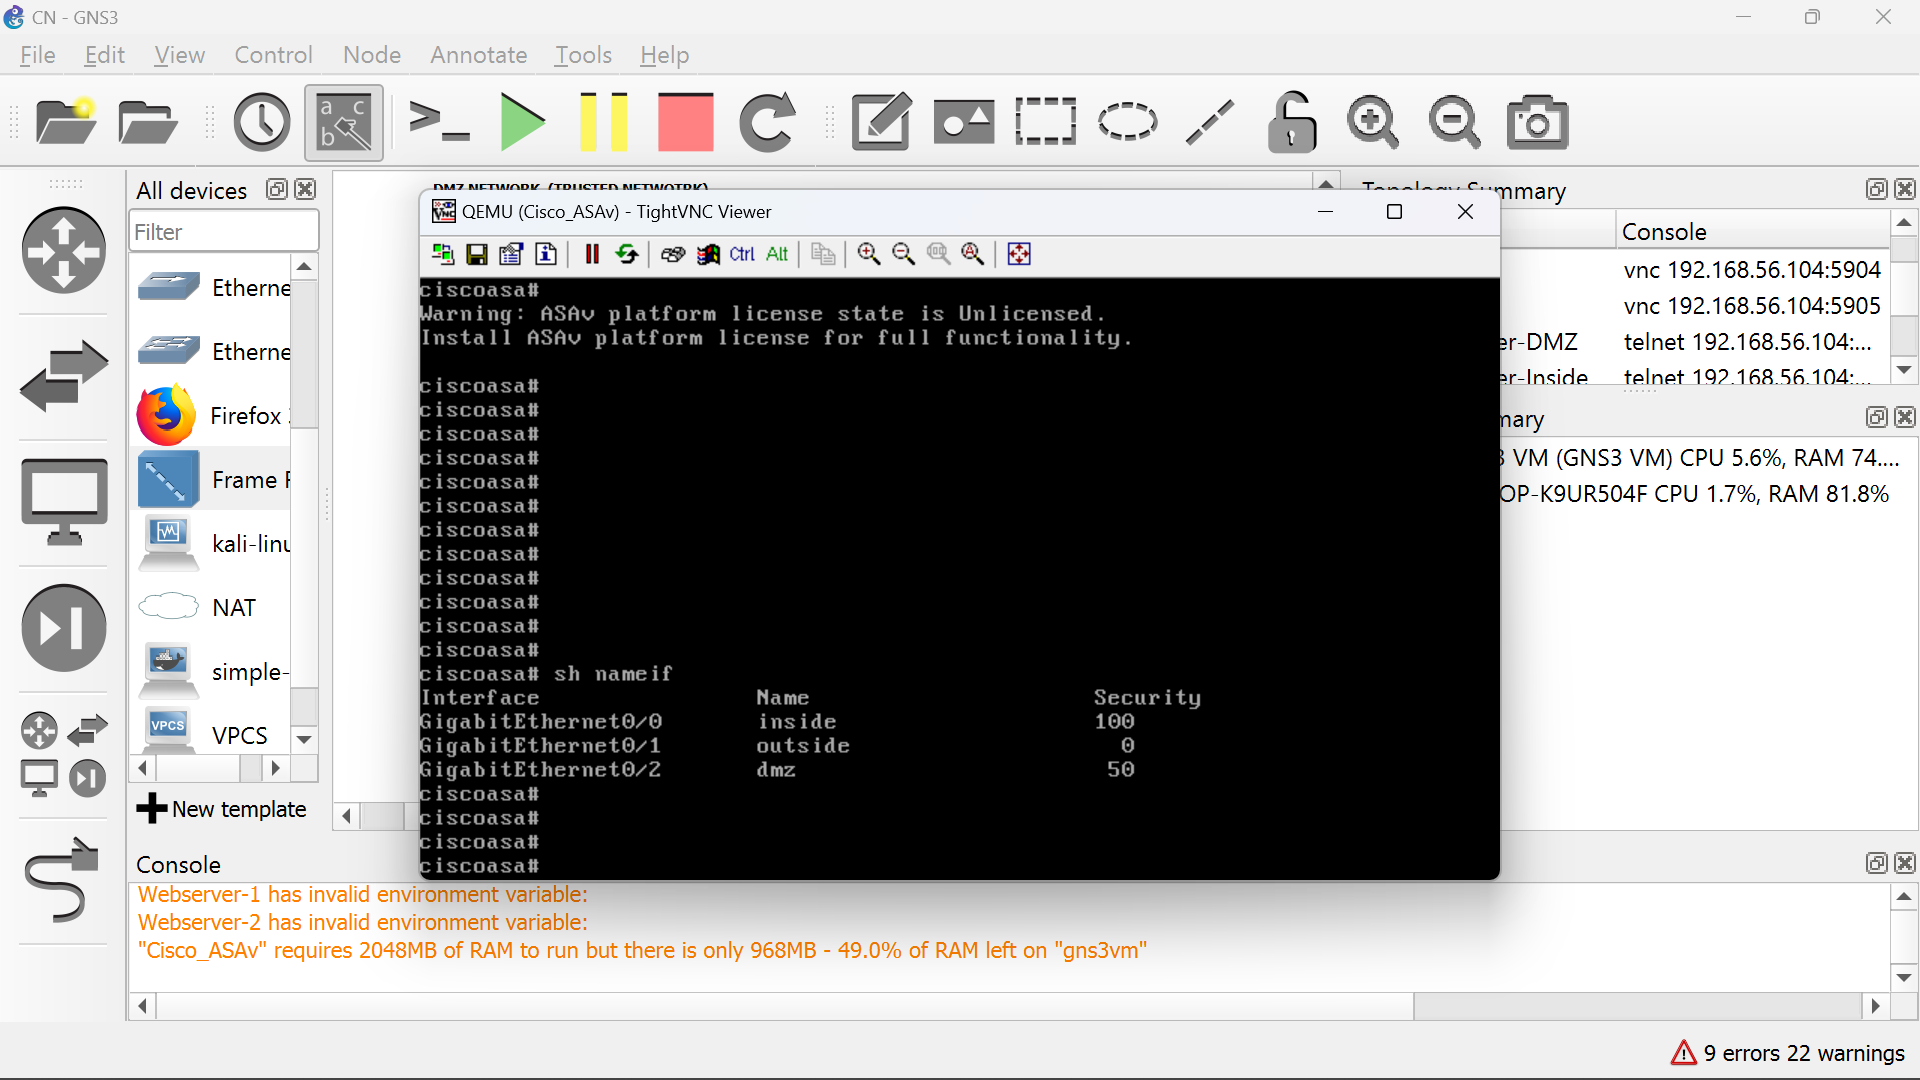 CN - GNS3
File Edit View Control Node Annotate Tools Help
All devices
Filter
Etherne
Etherne
Firefox
Frame
kali-linu
NAT
simple-
VPCS
VPCS
New template
DMZ NETWORK (TRUSTED NETWOTRK)
QEMU (Cisco_ASAv) - TightVNC Viewer
Ctrl Alt
ciscoasa#
Warning: ASAv platform license state is Unlicensed.
Install ASAv platform license for full functionality.
ciscoasa#
ciscoasa#
ciscoasa#
ciscoasa#
ciscoasa#
ciscoasa#
ciscoasa#
ciscoasa#
ciscoasa#
ciscoasa#
ciscoasa#
ciscoasa#
ciscoasa# sh nameif
Interface Name Security
GigabitEthernet0/0 inside 100
GigabitEthernet0/1 outside 0
GigabitEthernet0/2 dmz 50
ciscoasa#
ciscoasa#
ciscoasa#
ciscoasa#
Topology Summary
Console
vnc 192.168.56.104:5904
vnc 192.168.56.104:5905
er-DMZ telnet 192.168.56.104:...
er-Inside telnet 192.168.56.104:...
mary
3 VM (GNS3 VM) CPU 5.6%, RAM 74....
OP-K9UR504F CPU 1.7%, RAM 81.8%
Console
Webserver-1 has invalid environment variable:
Webserver-2 has invalid environment variable:
"Cisco_ASAv" requires 2048MB of RAM to run but there is only 968MB - 49.0% of RAM left on "gns3vm"
9 errors 22 warnings